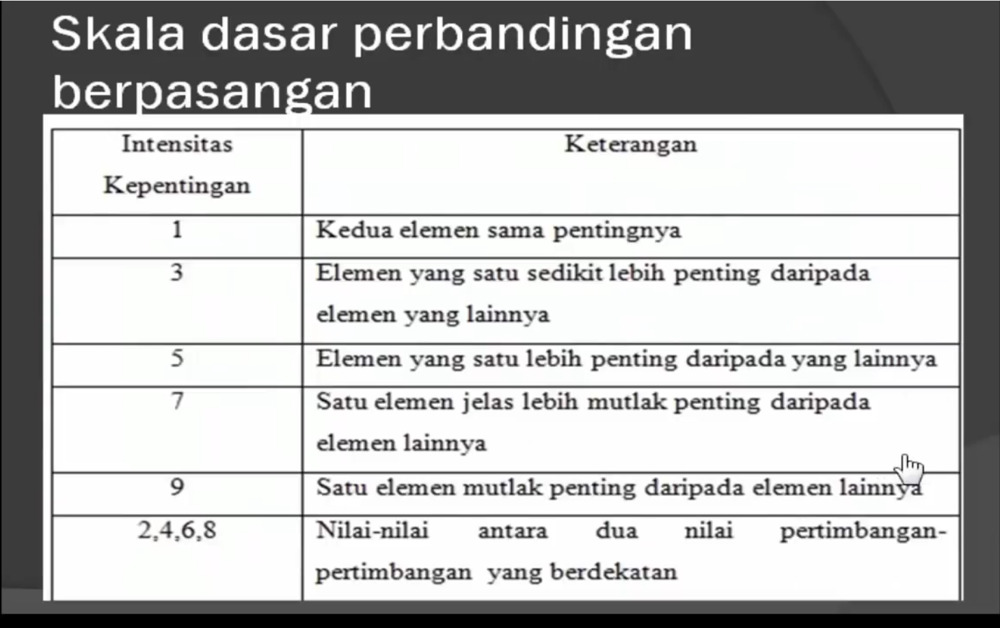 Skala dasar perbandingan
berpasangan
Intensitas
Kepentingan
Keterangan
1
Kedua elemen sama pentingnya
3
Elemen yang satu sedikit lebih penting daripada
elemen yang lainnya
5
Elemen yang satu lebih penting daripada yang lainnya
7
Satu elemen jelas lebih mutlak penting daripada
elemen lainnya
9
Satu elemen mutlak penting daripada elemen lainnya
2,4,6,8
Nilai-nilai antara dua nilai pertimbangan-
pertimbangan yang berdekatan